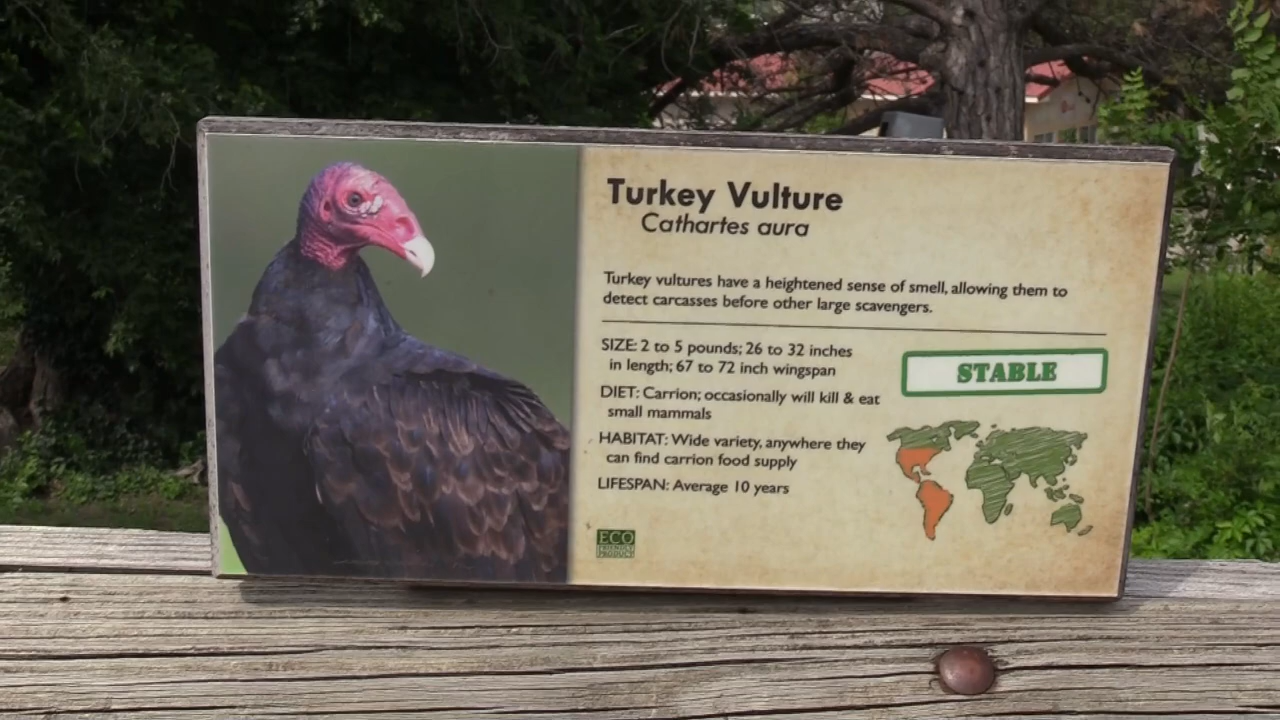 Turkey Vulture
Cathartes aura
Turkey vultures have a heightened sense of smell, allowing them to
detect carcasses before other large scavengers.
SIZE: 2 to 5 pounds; 26 to 32 inches
in length; 67 to 72 inch wingspan
DIET: Carrion; occasionally will kill & eat
small mammals
HABITAT: Wide variety, anywhere they
can find carrion food supply
LIFESPAN: Average 10 years
STABLE
ECO
FRIENDLY
PRODUCT